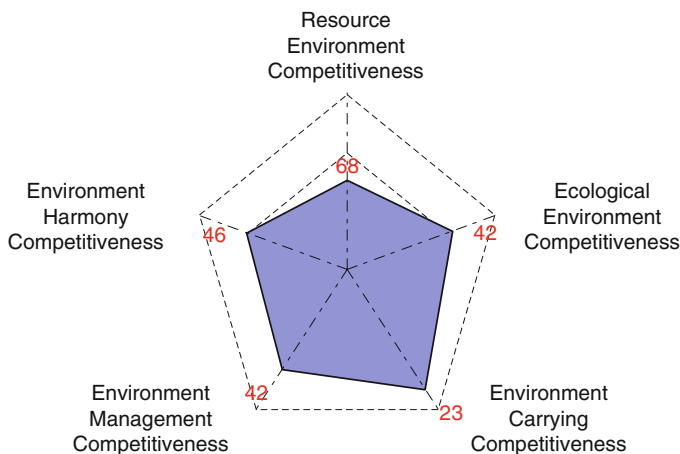 Resource
Environment
Competitiveness
68
Environment
Harmony
Competitiveness
46
Ecological
Environment
Competitiveness
42
Environment
Management
Competitiveness
42
Environment
Carrying
Competitiveness
23